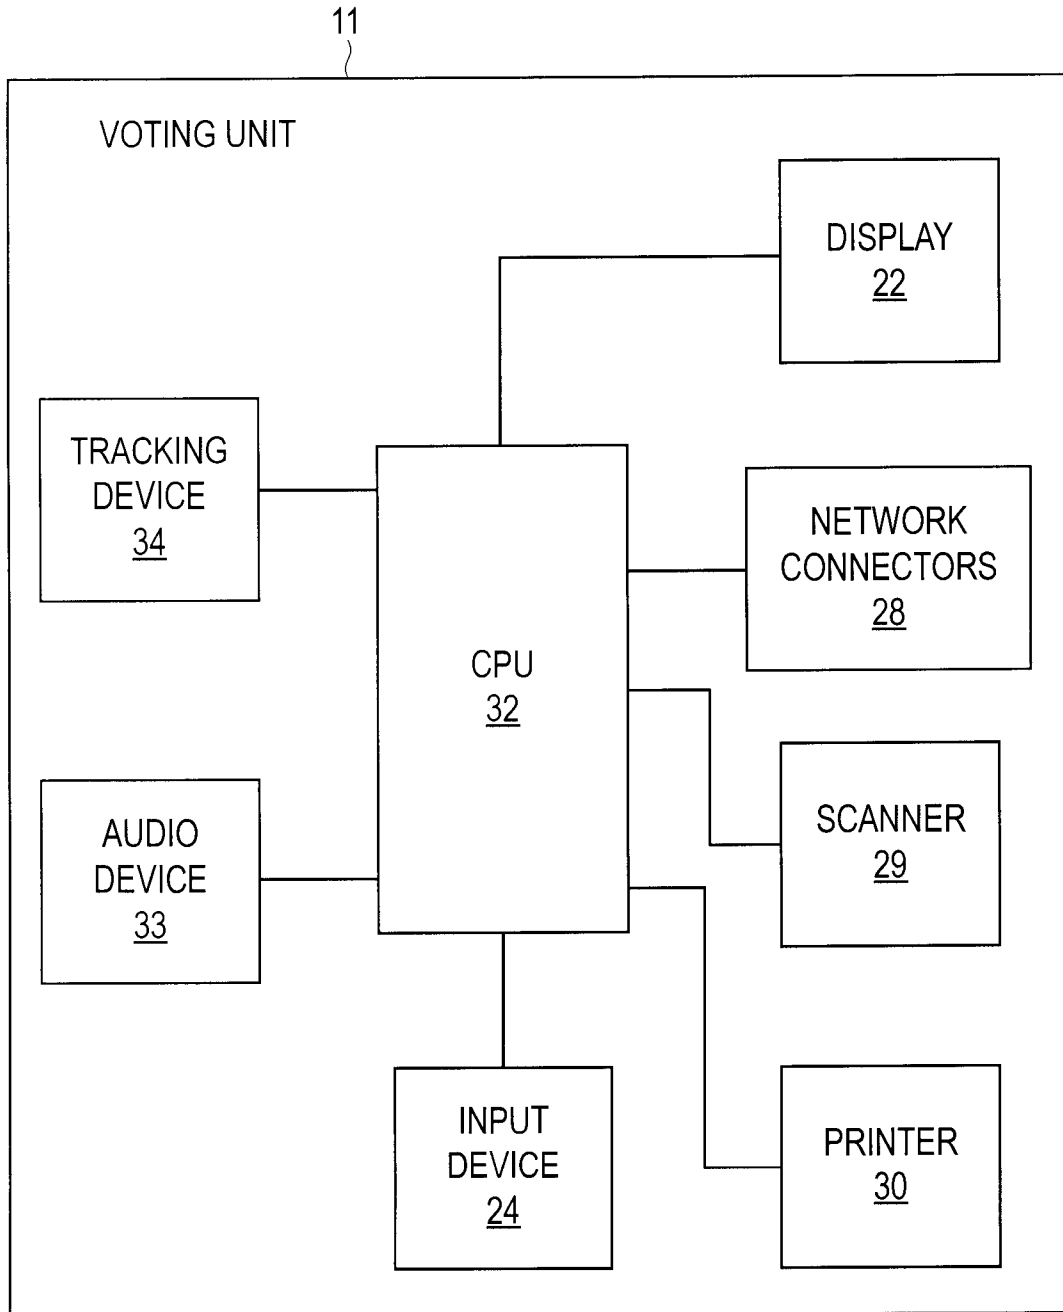 11
VOTING UNIT
DISPLAY
22
TRACKING
DEVICE
34
NETWORK
CONNECTORS
28
CPU
32
SCANNER
29
AUDIO
DEVICE
33
INPUT
DEVICE
24
PRINTER
30